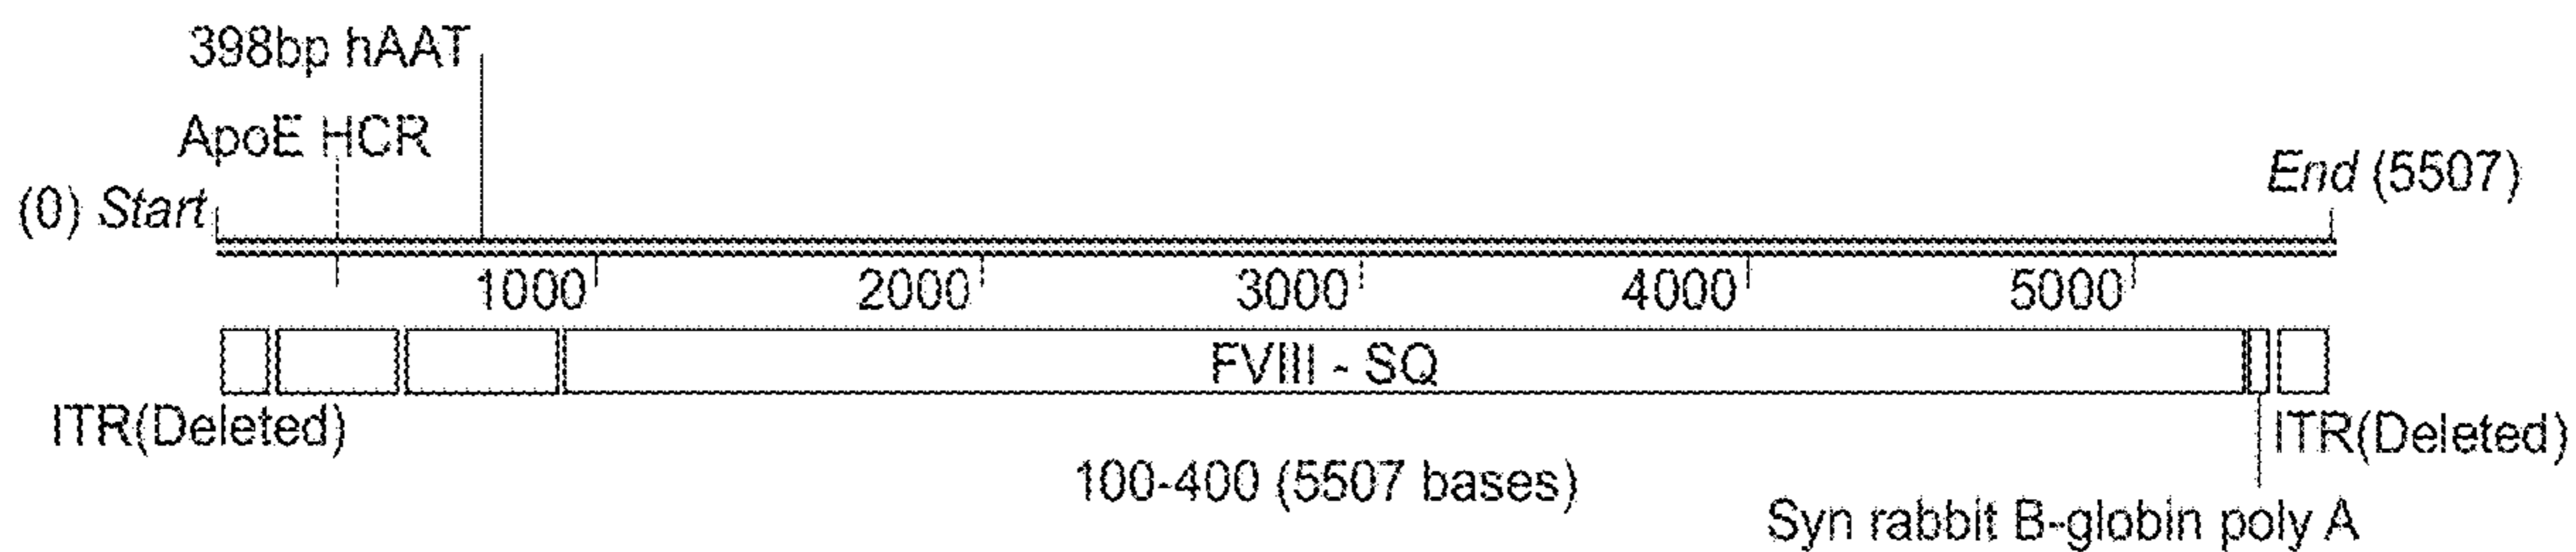 398bp hAAT
ApoE HCR
(0) Start
End (5507)
1000 2000 3000 4000 5000
FVIII - SQ
ITR(Deleted)
ITR(Deleted)
100-400 (5507 bases)
Syn rabbit B-globin poly A